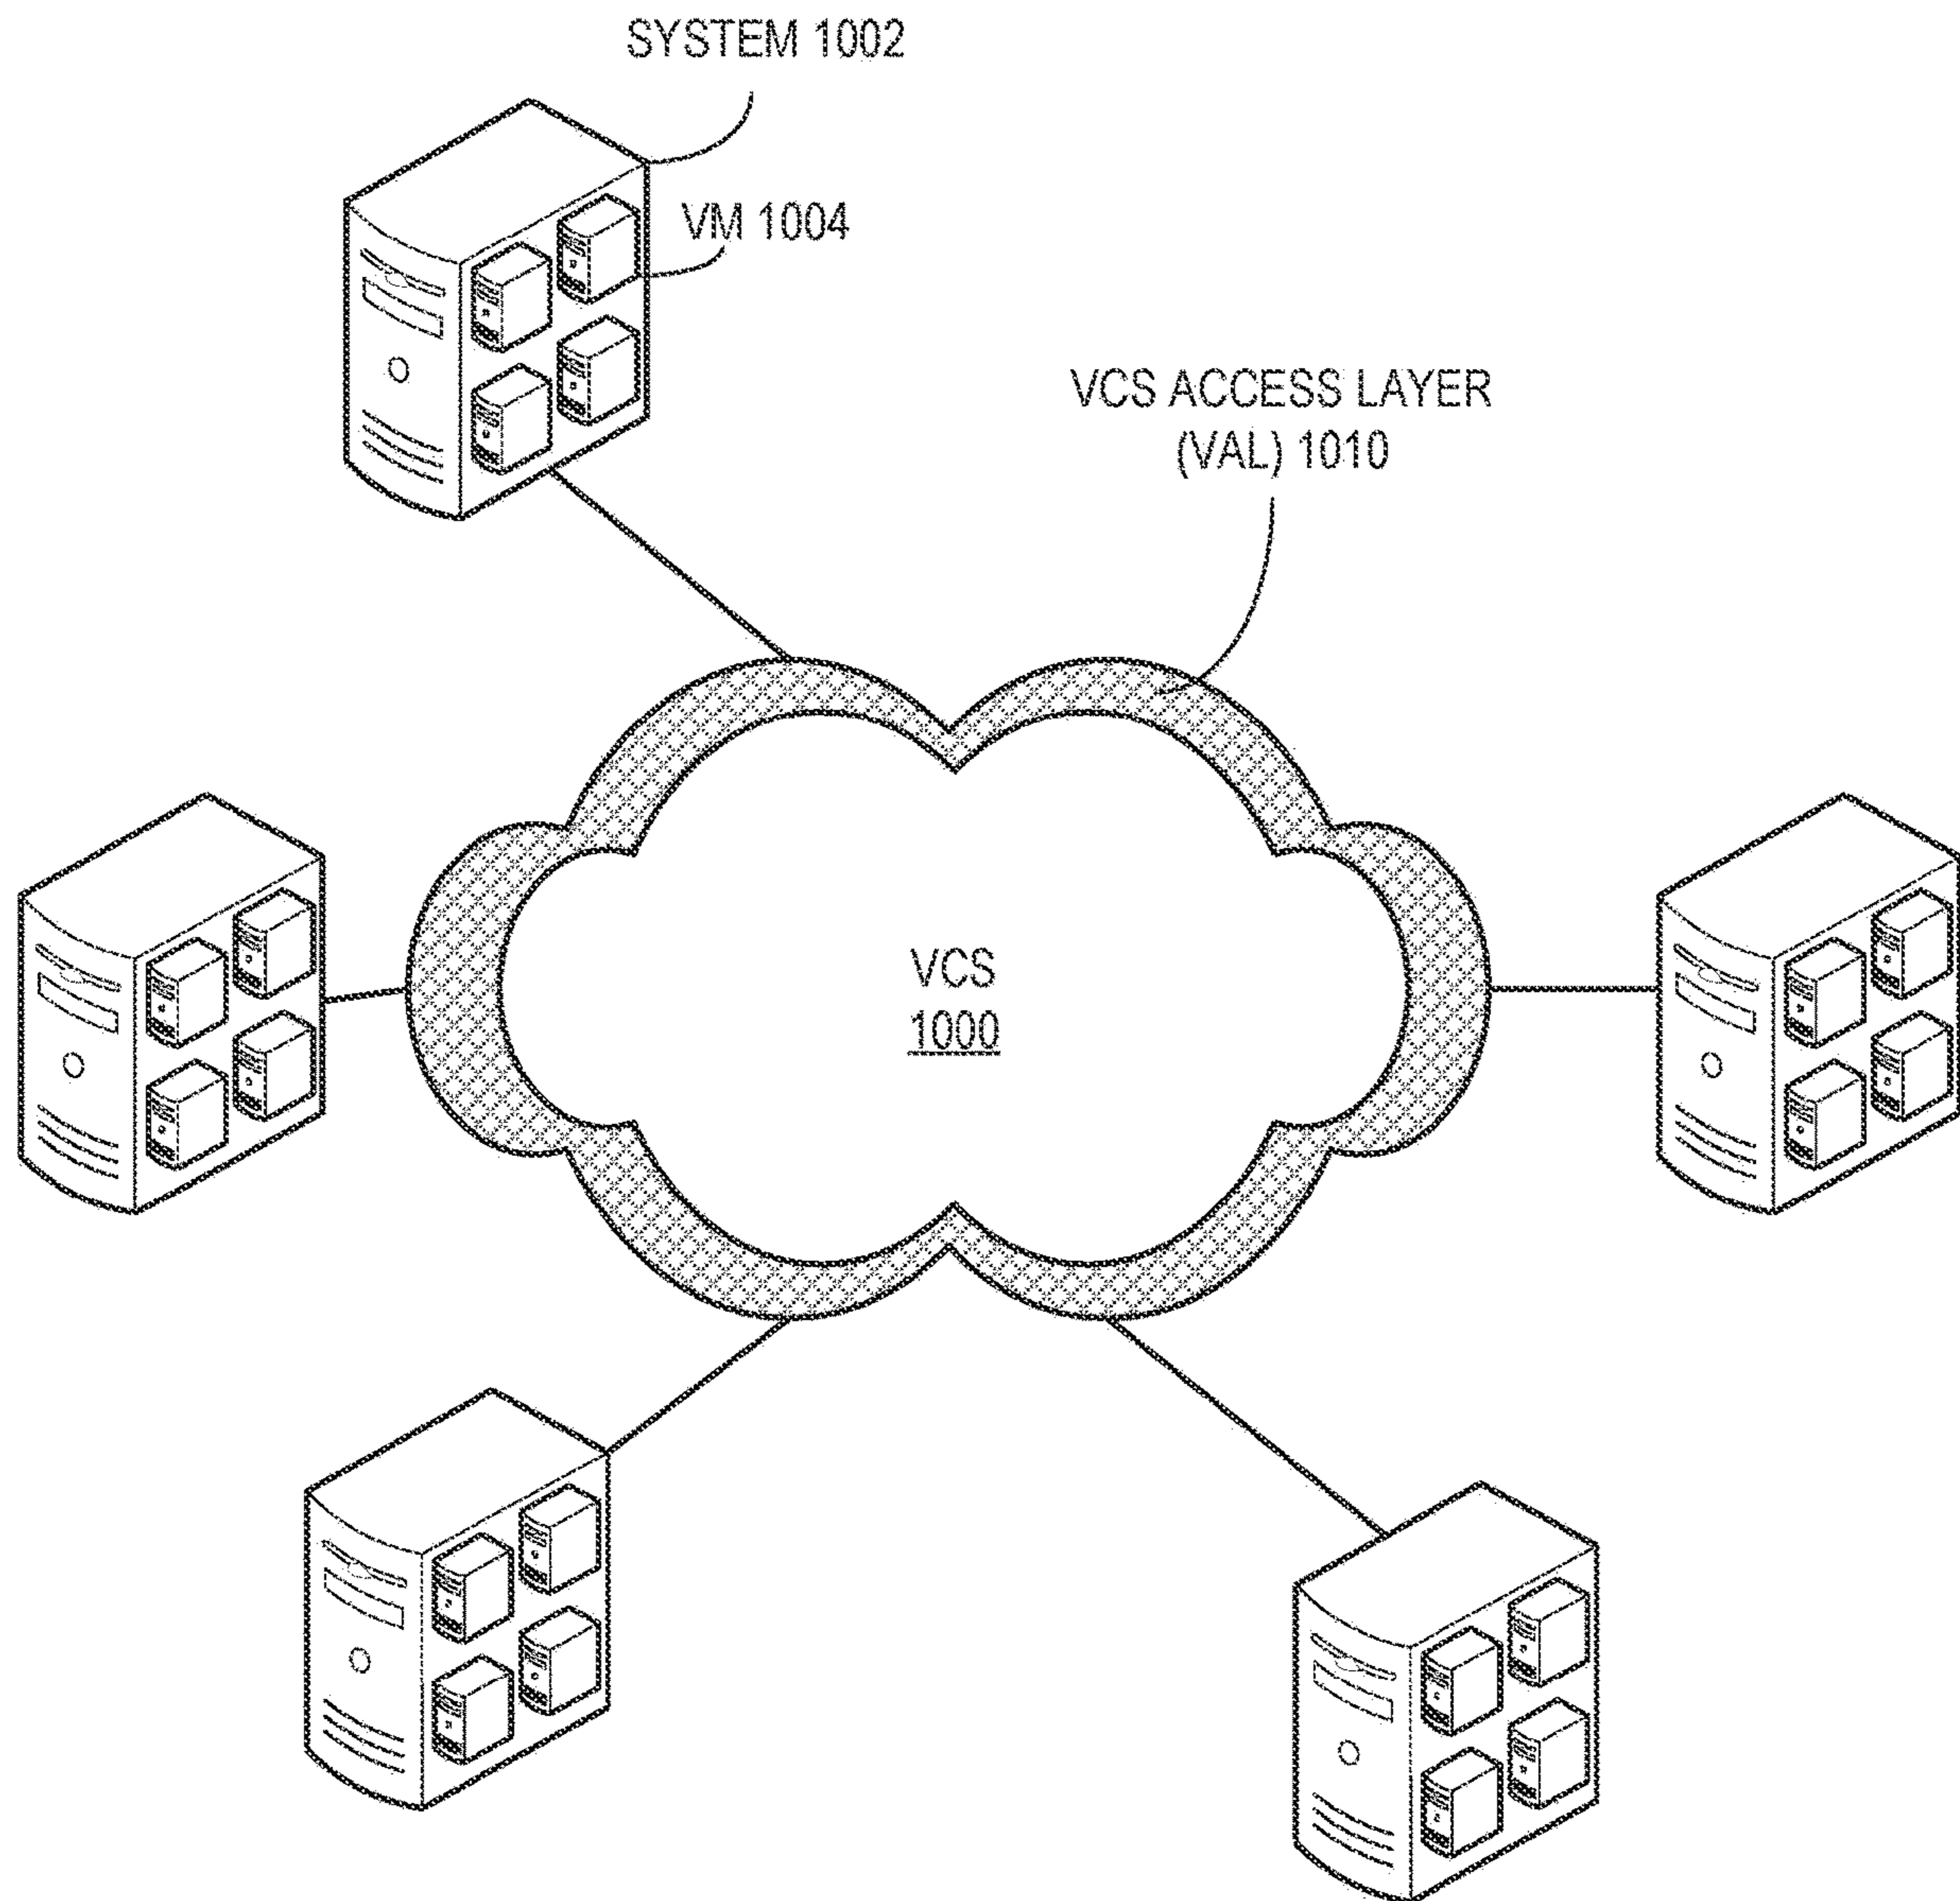 SYSTEM 1002
VM 1004
VCS ACCESS LAYER
(VAL) 1010
VCS
1000